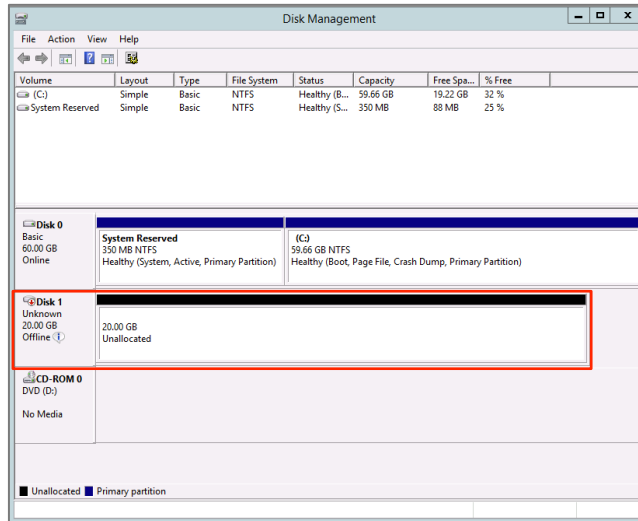 Disk Management
File Action View Help
Volume Layout Type File System Status Capacity Free Spa... % Free
(C:) Simple Basic NTFS Healthy (B... 59.66 GB 19.22 GB 32 %
System Reserved Simple Basic NTFS Healthy (S... 350 MB 88 MB 25 %
Disk 0
Basic
60.00 GB
Online
System Reserved
350 MB NTFS
Healthy (System, Active, Primary Partition)
(C:)
59.66 GB NTFS
Healthy (Boot, Page File, Crash Dump, Primary Partition)
Disk 1
Unknown
20.00 GB
Offline
20.00 GB
Unallocated
CD-ROM 0
DVD (D:)
No Media
Unallocated Primary partition